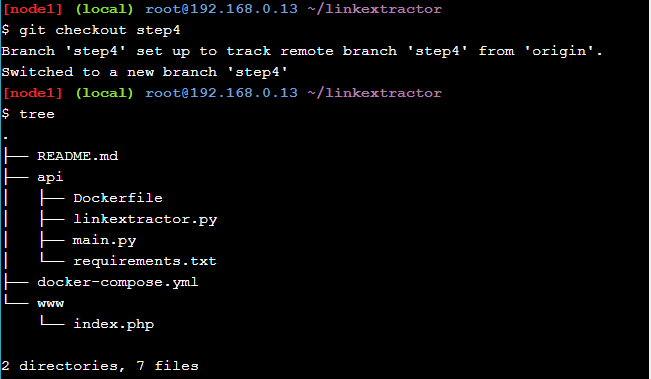 [node1] (local) root@192.168.0.13 ~/linkextractor
$ git checkout step4
Branch 'step4' set up to track remote branch 'step4' from 'origin'.
Switched to a new branch 'step4'
[node1] (local) root@192.168.0.13 ~/linkextractor
$ tree
.
├── README.md
├── api
│   ├── Dockerfile
│   ├── linkextractor.py
│   ├── main.py
│   └── requirements.txt
├── docker-compose.yml
└── www
    └── index.php

2 directories, 7 files